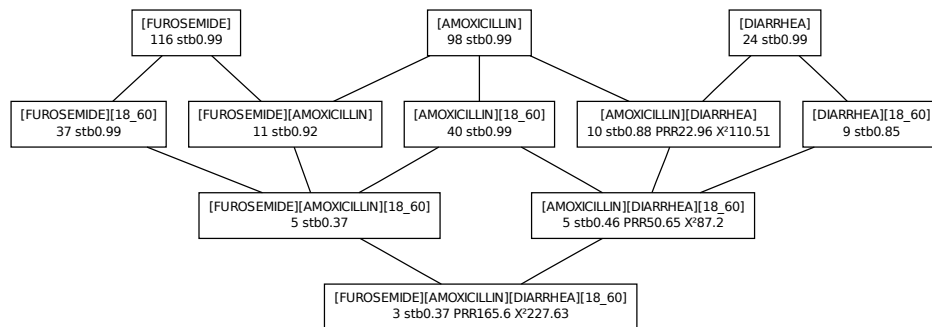 [FUROSEMIDE]
116 stb0.99
[AMOXICILLIN]
98 stb0.99
[DIARRHEA]
24 stb0.99
[FUROSEMIDE][18_60]
37 stb0.99
[FUROSEMIDE][AMOXICILLIN]
11 stb0.92
[AMOXICILLIN][18_60]
40 stb0.99
[AMOXICILLIN][DIARRHEA]
10 stb0.88 PRR22.96 X²110.51
[DIARRHEA][18_60]
9 stb0.85
[FUROSEMIDE][AMOXICILLIN][18_60]
5 stb0.37
[AMOXICILLIN][DIARRHEA][18_60]
5 stb0.46 PRR50.65 X²87.2
[FUROSEMIDE][AMOXICILLIN][DIARRHEA][18_60]
3 stb0.37 PRR165.6 X²227.63